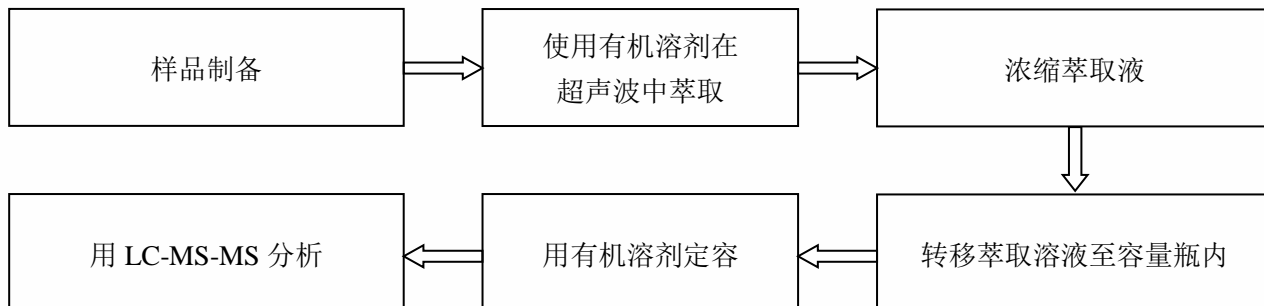 样品制备
使用有机溶剂在
超声波中萃取
浓缩萃取液
转移萃取溶液至容量瓶内
用有机溶剂定容
用 LC-MS-MS 分析